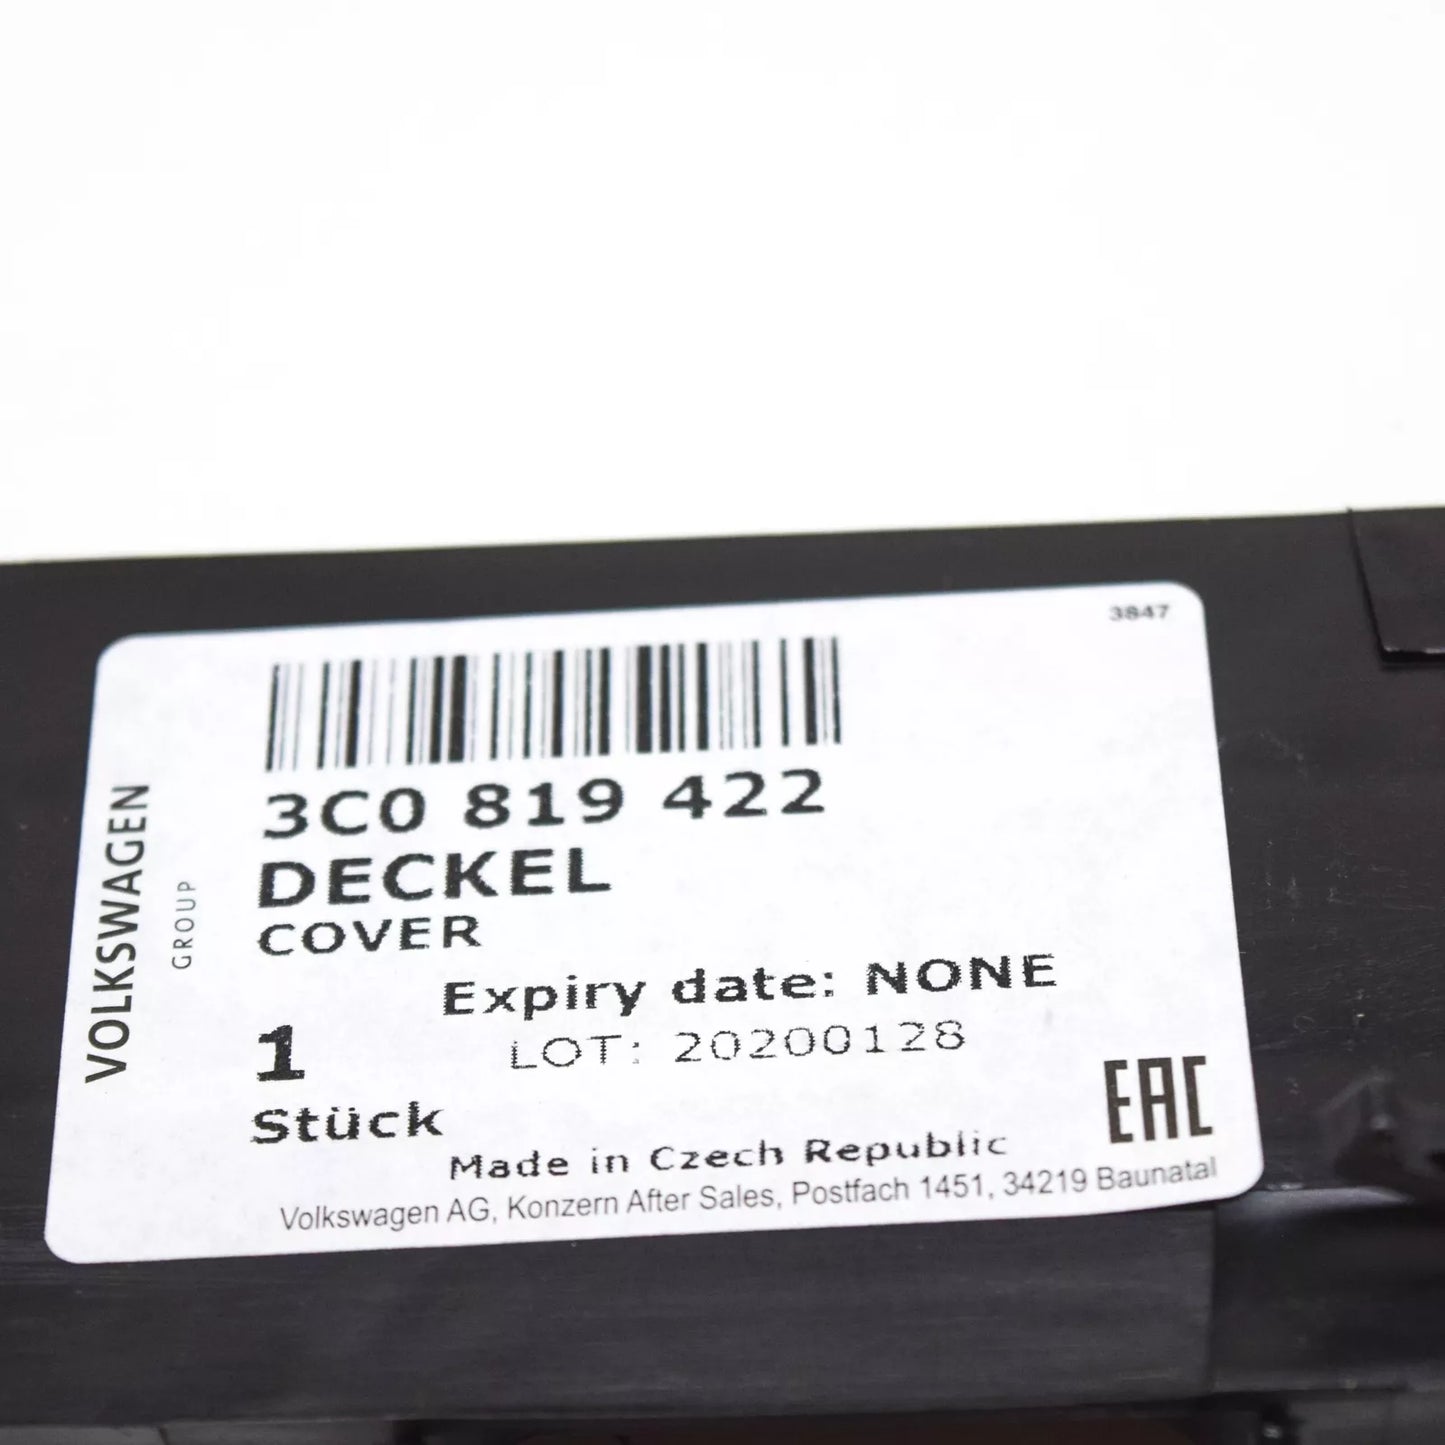 3847
3C0 819 422
DECKEL
COVER
Expiry date: NONE
LOT: 20200128
1
Stück
EAC
Made in Czech Republic
Volkswagen AG, Konzern After Sales, Postfach 1451, 34219 Baunatal
VOLKSWAGEN
GROUP